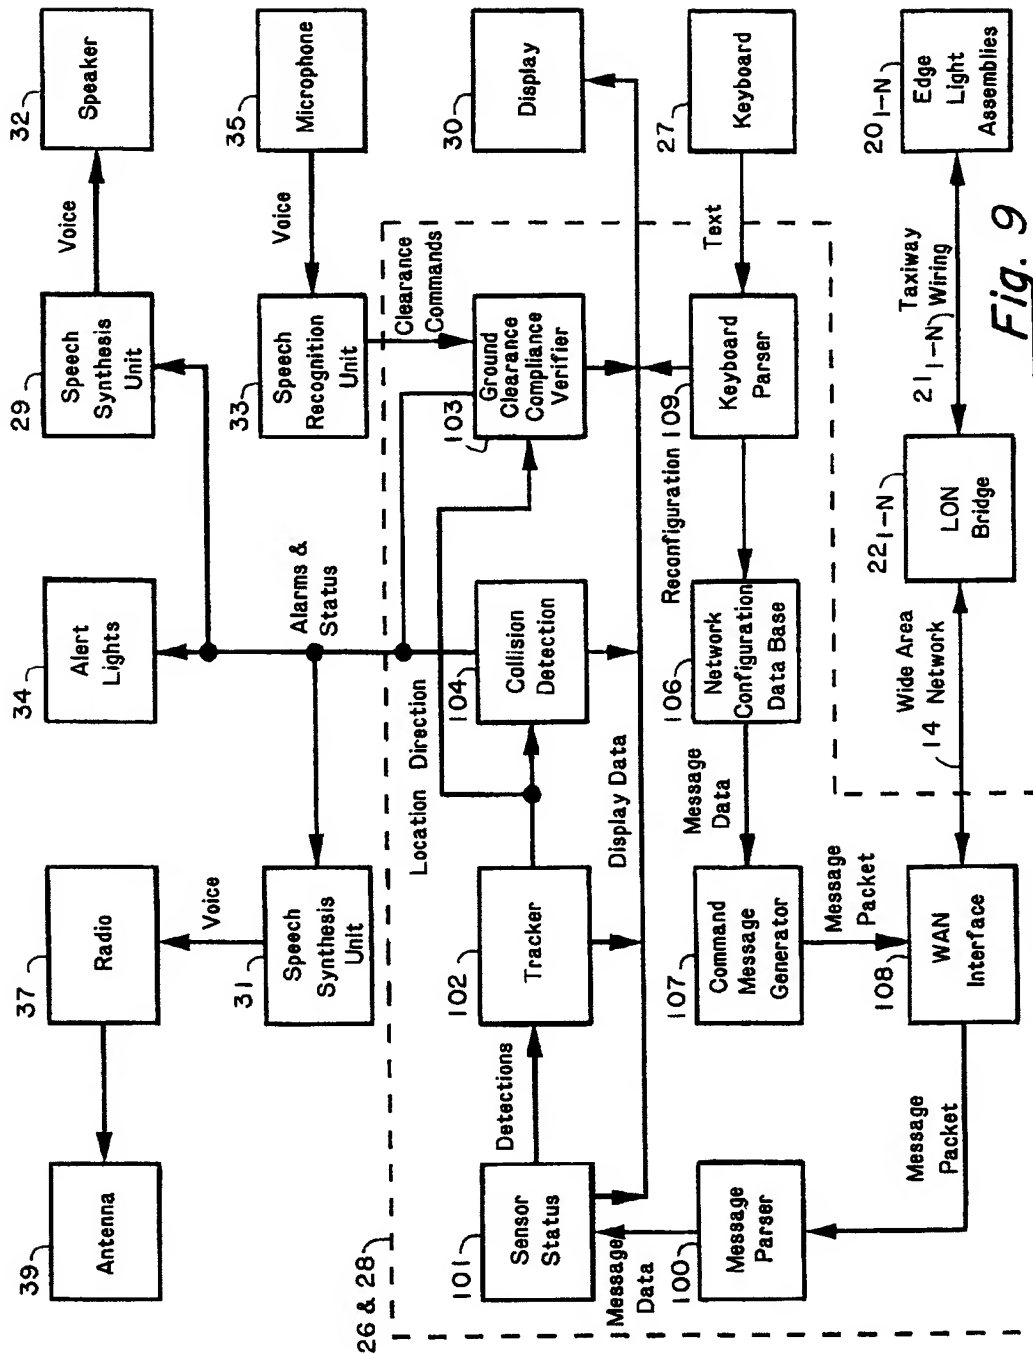 39
Antenna
37
Radio
34
Alert
Lights
29
Speech
Synthesis
Unit
Voice
32
Speaker
31
Speech
Synthesis
Unit
Voice
Alarms &
Status
33
Speech
Recognition
Unit
Voice
35
Microphone
26 & 28
Location
Direction
Clearance
Commands
101
Sensor
Status
Detections
102
Tracker
104
Collision
Detection
103
Ground
Clearance
Compliance
Verifier
30
Display
Message
Data
Display Data
Reconfiguration
Text
100
Message
Parser
107
Command
Message
Generator
Message
Data
106
Network
Configuration
Data Base
109
Keyboard
Parser
27
Keyboard
Message
Packet
Message
Packet
108
WAN
Interface
Wide Area
14 Network
22 1-N
LON
Bridge
Taxiway
21 1-N Wiring
20 1-N
Edge
Light
Assemblies
Fig. 9